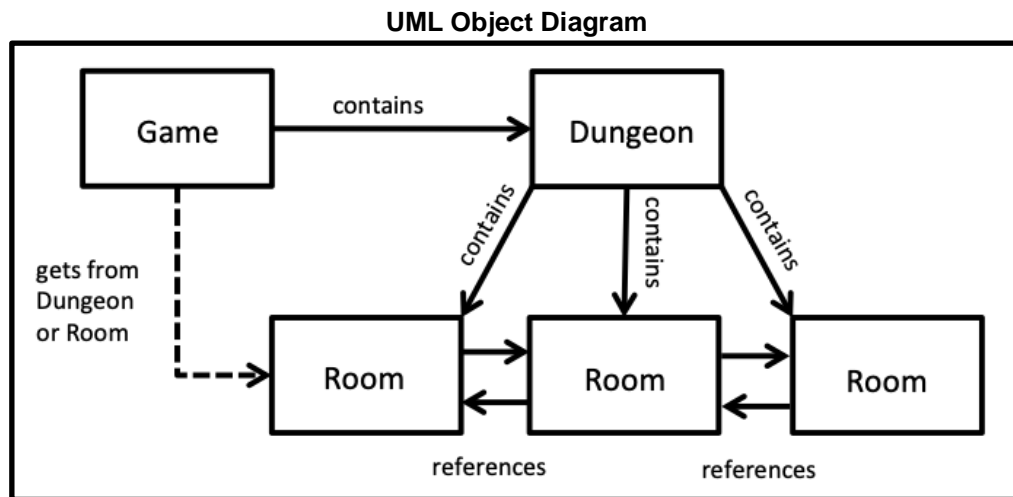 UML Object Diagram
Game
contains
Dungeon
contains
contains
contains
gets from
Dungeon
or Room
Room
Room
Room
references
references